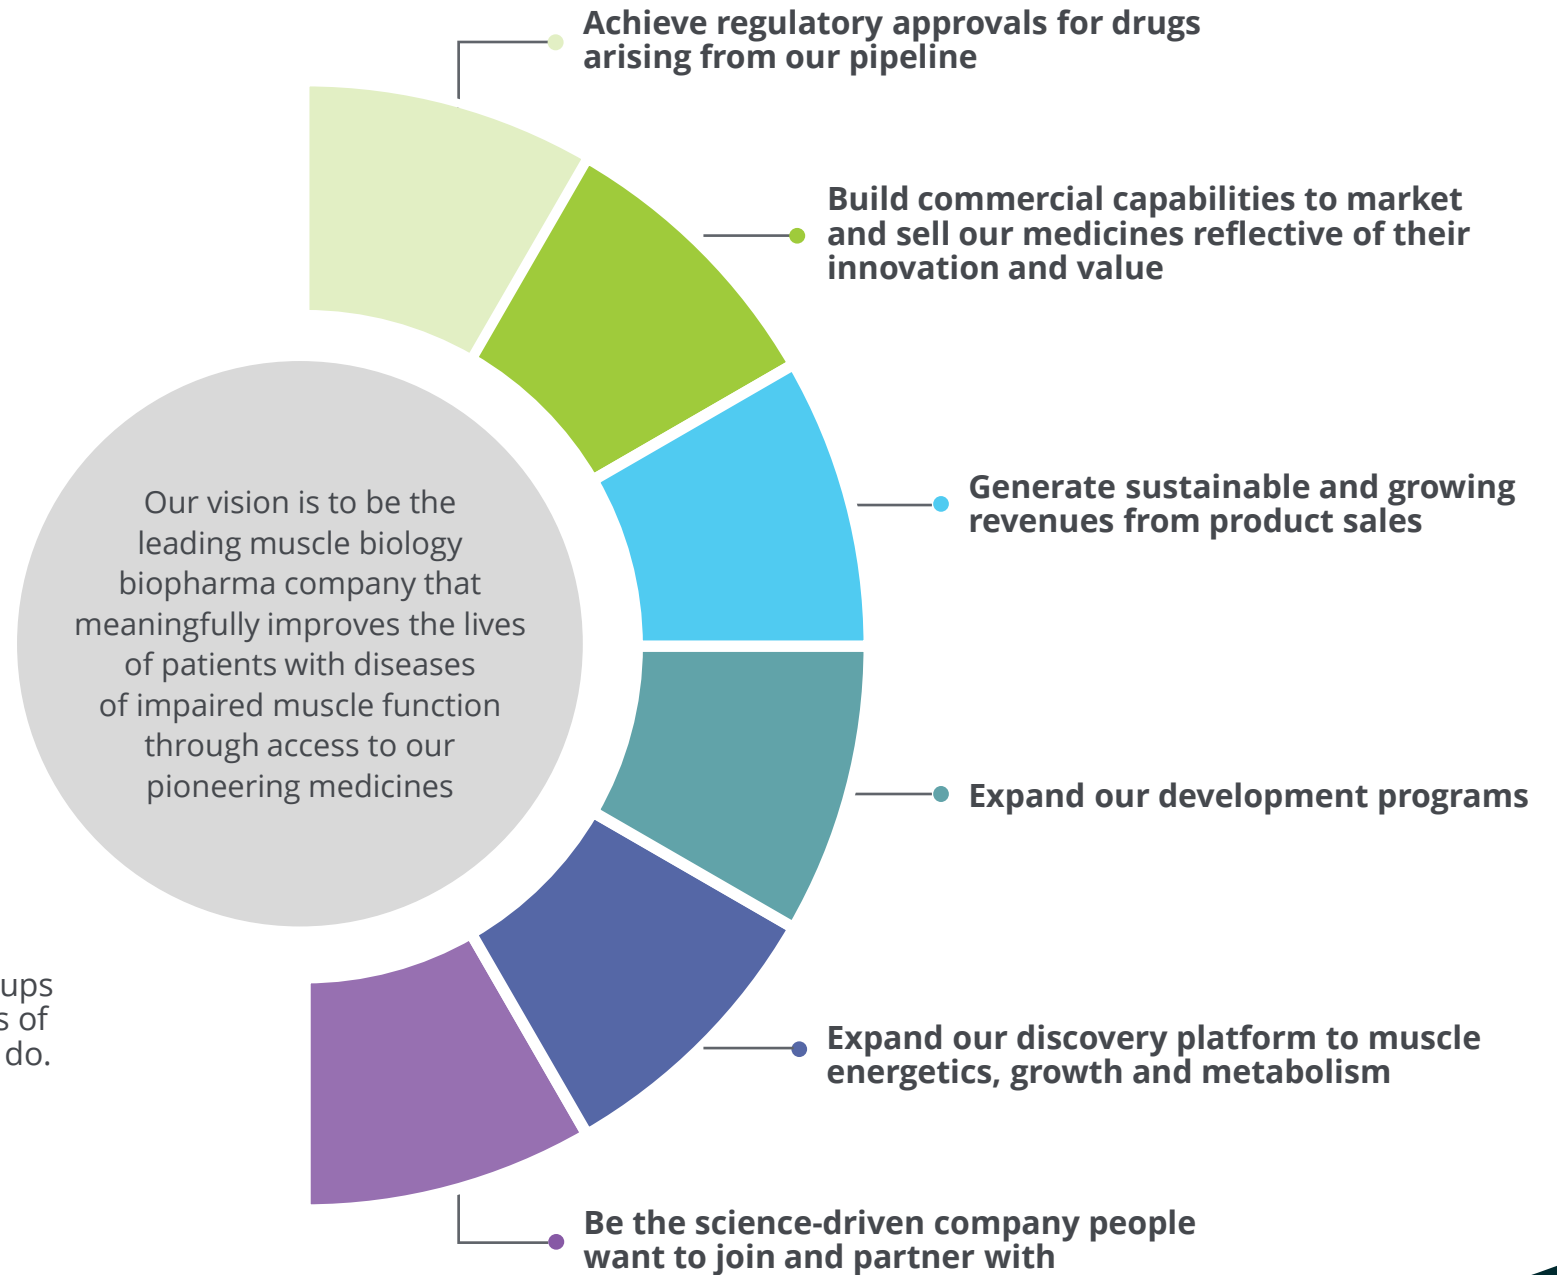 Achieve regulatory approvals for drugs
arising from our pipeline
Build commercial capabilities to market
and sell our medicines reflective of their
innovation and value
Generate sustainable and growing
revenues from product sales
Our vision is to be the
leading muscle biology
biopharma company that
meaningfully improves the lives
of patients with diseases
of impaired muscle function
through access to our
pioneering medicines
Expand our development programs
ups
s of
do.
Expand our discovery platform to muscle
energetics, growth and metabolism
Be the science-driven company people
want to join and partner with